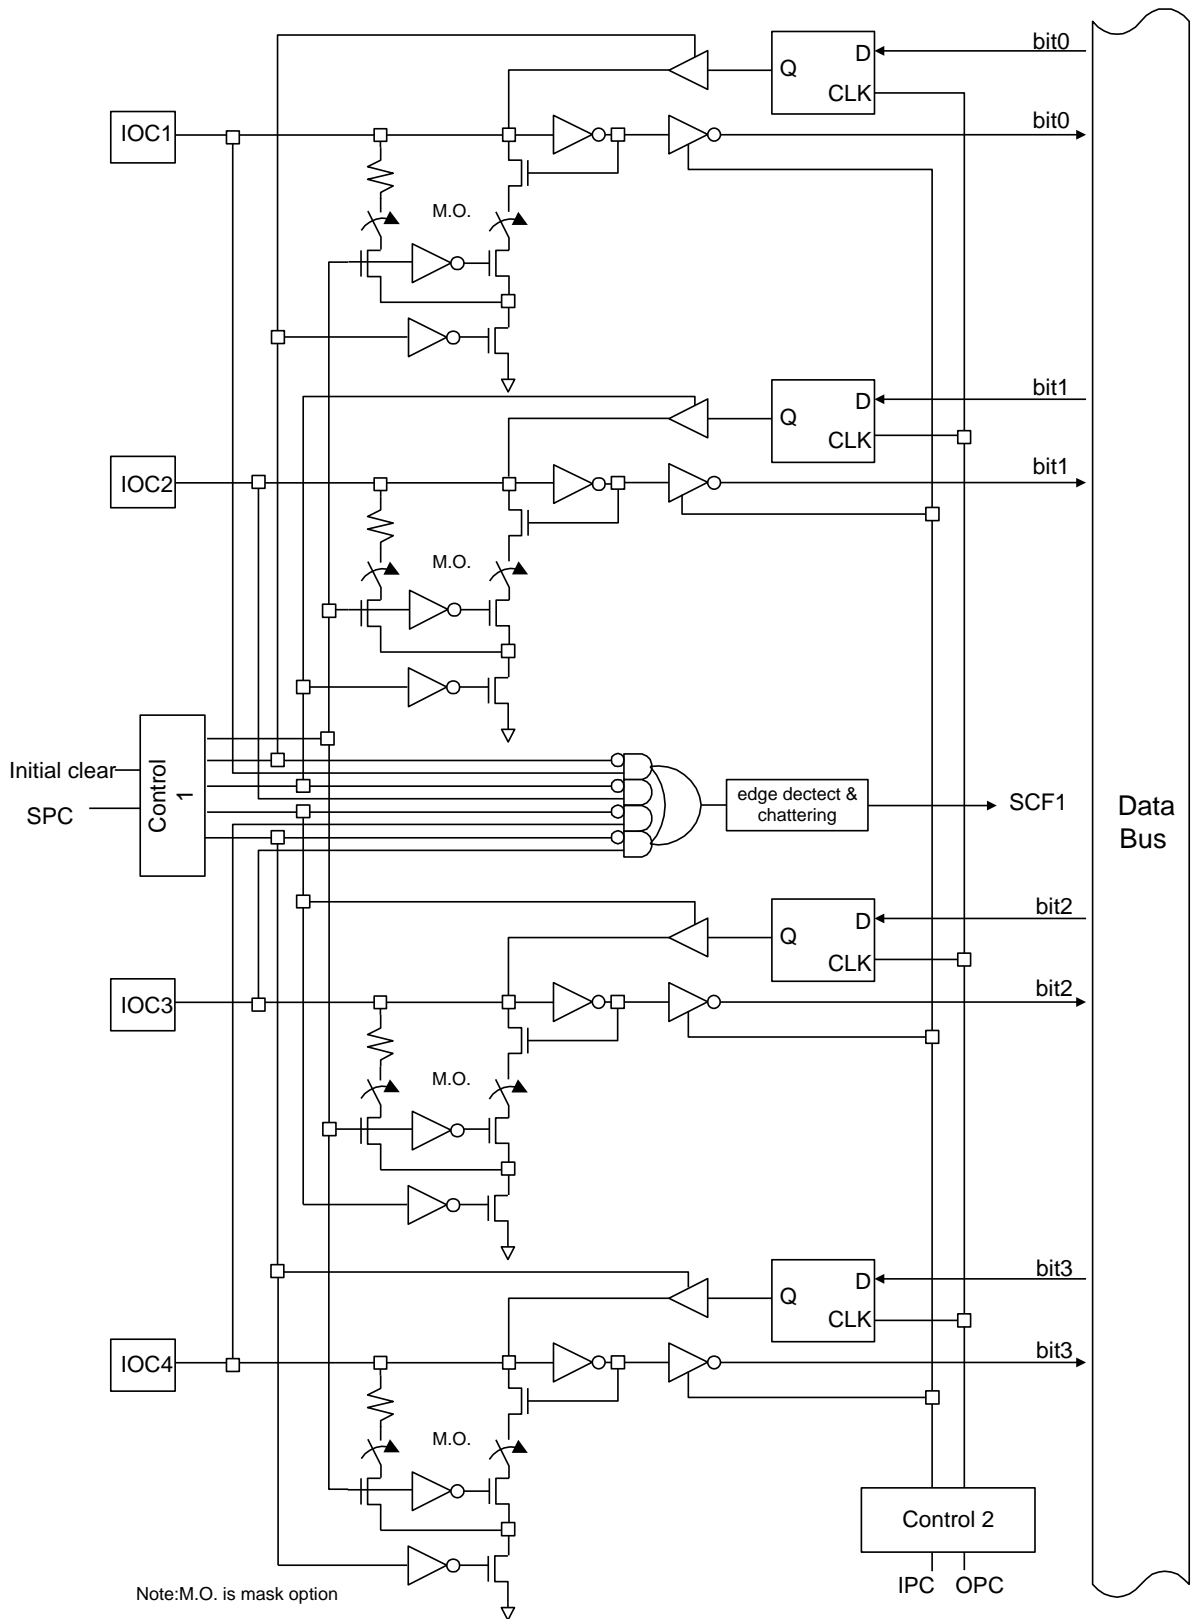 bit0
D
Q
CLK
IOC1
bit0
M.O.
bit1
D
Q
CLK
IOC2
bit1
M.O.
Control 1
Initial clear
SPC
edge dectect &
chattering
SCF1
Data
Bus
bit2
D
Q
CLK
IOC3
bit2
M.O.
bit3
D
Q
CLK
IOC4
bit3
M.O.
Control 2
IPC OPC
Note:M.O. is mask option